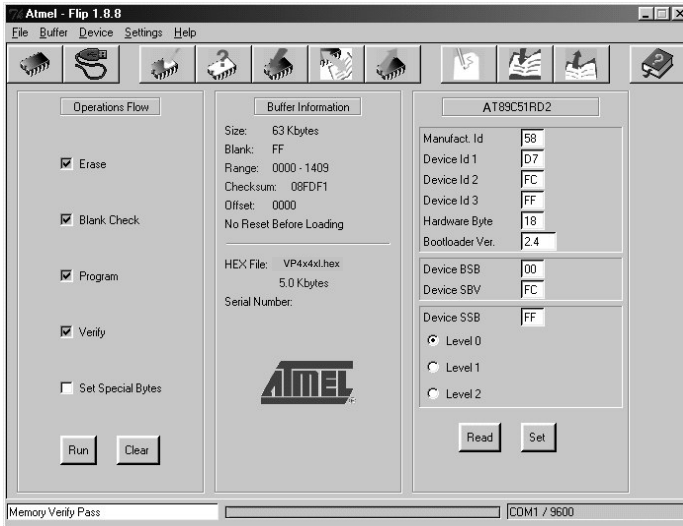 Atmel - Flip 1.8.8
File Buffer Device Settings Help
Operations Flow
Erase
Blank Check
Program
Verify
Set Special Bytes
Run Clear
Buffer Information
Size: 63 Kbytes
Blank: FF
Range: 0000 - 1409
Checksum: 08FDF1
Offset: 0000
No Reset Before Loading
HEX File: VP4x4xl.hex
5.0 Kbytes
Serial Number:
ATMEL
AT89C51RD2
Manufact. Id 58
Device Id 1 D7
Device Id 2 FC
Device Id 3 FF
Hardware Byte 18
Bootloader Ver. 2.4
Device BSB 00
Device SBV FC
Device SSB FF
Level 0
Level 1
Level 2
Read Set
Memory Verify Pass
COM1 / 9600